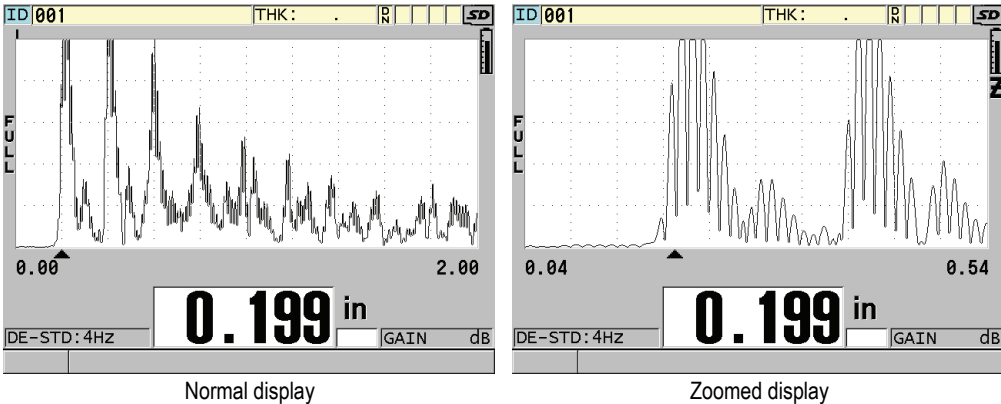 ID 001 THK: . DN SD
FULL
0.00 2.00
0.199 in
DE-STD:4Hz GAIN dB
Normal display
ID 001 THK: . DN SD
Z
FULL
0.04 0.54
0.199 in
DE-STD:4Hz GAIN dB
Zoomed display